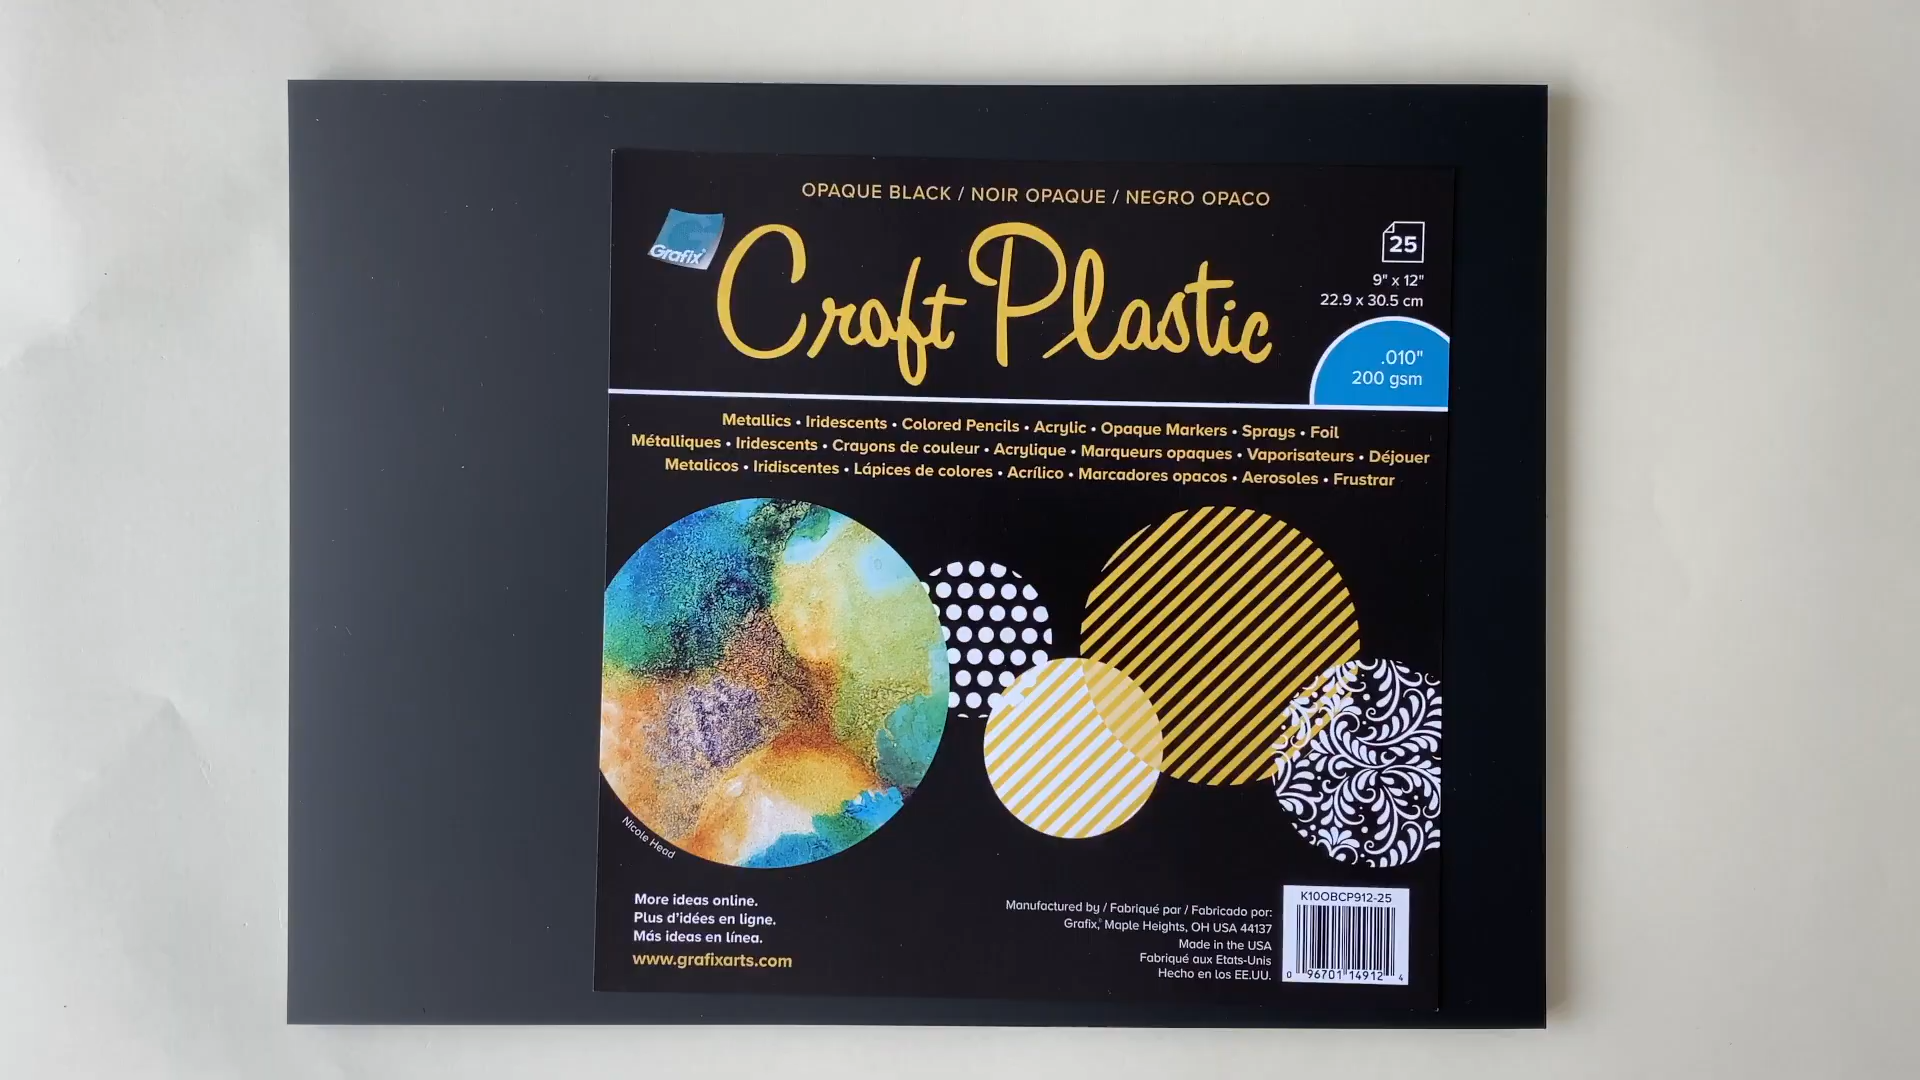 OPAQUE BLACK / NOIR OPAQUE / NEGRO OPACO
Grafix
Craft Plastic
25
9" x 12"
22.9 x 30.5 cm
.010"
200 gsm
Metallics • Iridescents • Colored Pencils • Acrylic • Opaque Markers • Sprays • Foil
Métalliques • Iridescents • Crayons de couleur • Acrylique • Marqueurs opaques • Vaporisateurs • Déjouer
Metalicos • Iridiscentes • Lápices de colores • Acrílico • Marcadores opacos • Aerosoles • Frustrar
Nicole Head
More ideas online.
Plus d'idées en ligne.
Más ideas en línea.
www.grafixarts.com
Manufactured by / Fabriqué par / Fabricado por:
Grafix,® Maple Heights, OH USA 44137
Made in the USA
Fabriqué aux Etats-Unis
Hecho en los EE.UU.
K10OBCP912-25
0 96701 14912 4